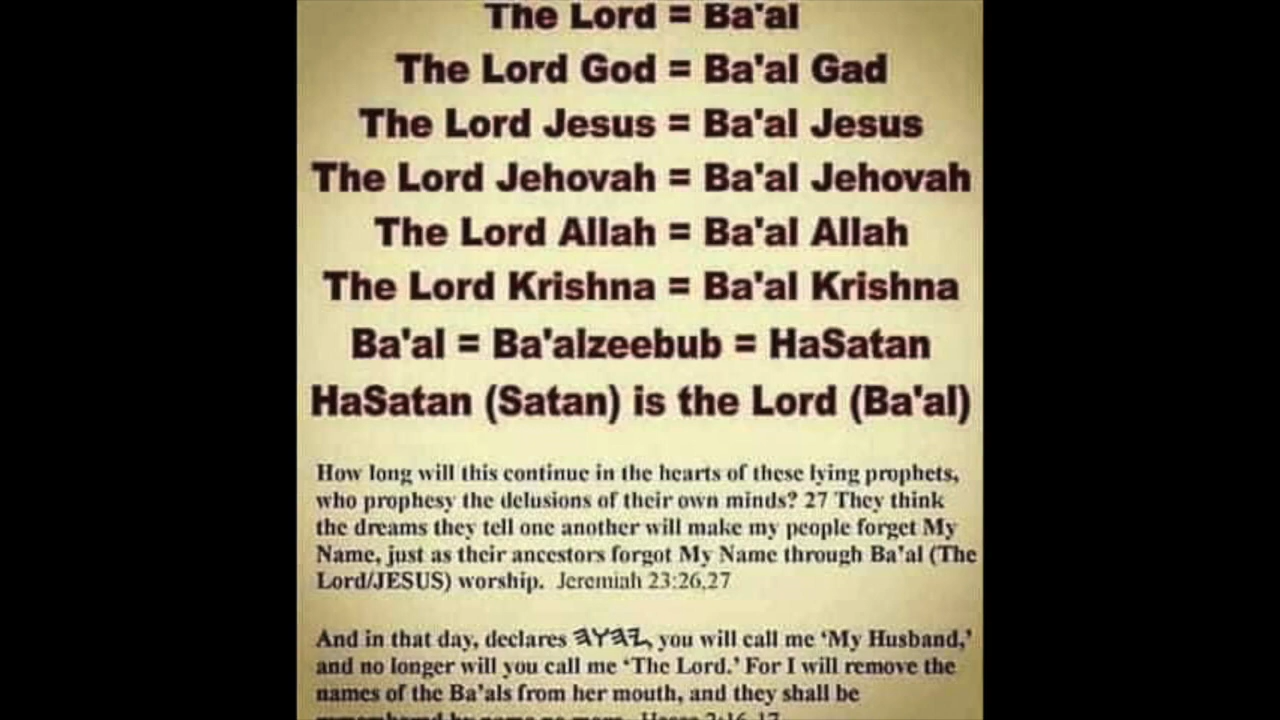 The Lord = Ba'al
The Lord God = Ba'al Gad
The Lord Jesus = Ba'al Jesus
The Lord Jehovah = Ba'al Jehovah
The Lord Allah = Ba'al Allah
The Lord Krishna = Ba'al Krishna
Ba'al = Ba'alzeebub = HaSatan
HaSatan (Satan) is the Lord (Ba'al)
How long will this continue in the hearts of these lying prophets,
who prophesy the delusions of their own minds? 27 They think
the dreams they tell one another will make my people forget My
Name, just as their ancestors forgot My Name through Ba'al (The
Lord/JESUS) worship. Jeremiah 23:26,27
And in that day, declares 𐤉𐤄𐤅𐤄, you will call me ‘My Husband,’
and no longer will you call me ‘The Lord.’ For I will remove the
names of the Ba'als from her mouth, and they shall be